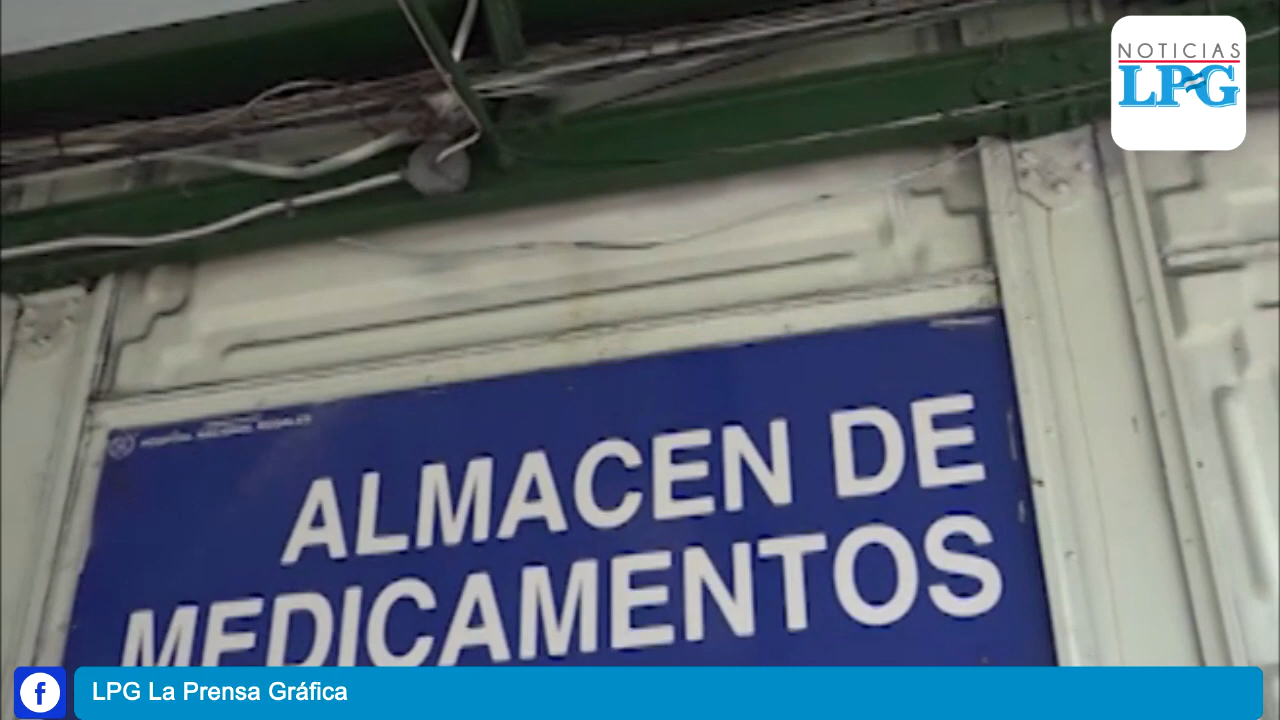 NOTICIAS
LPG
ALMACEN DE
MEDICAMENTOS
LPG La Prensa Gráfica